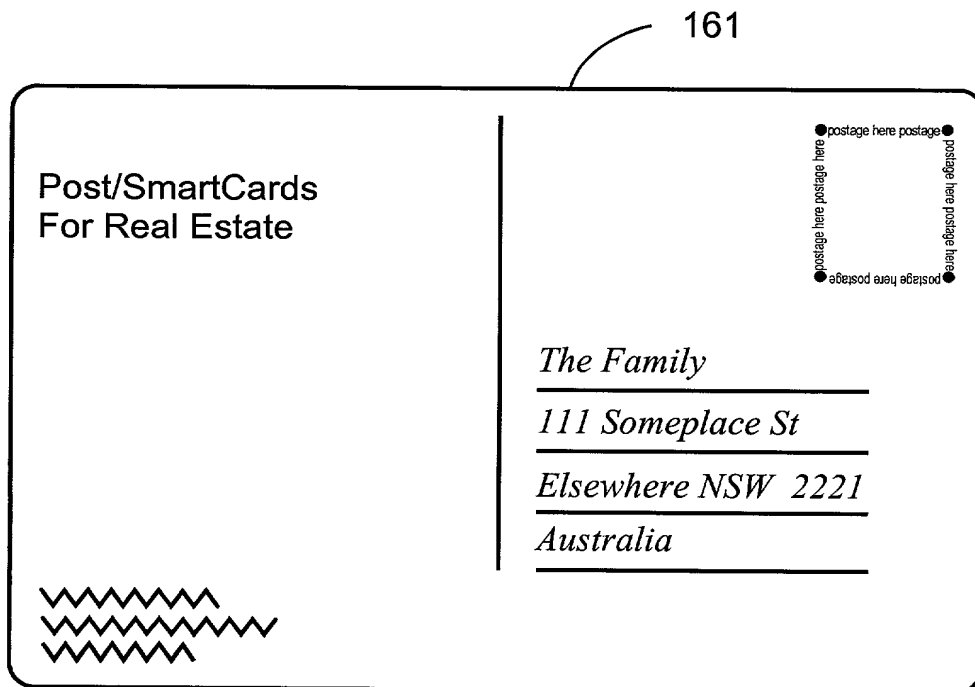 161
Post/SmartCards
For Real Estate
postage here postage
postage here postage here
postage here postage here
postage here postage
The Family
111 Someplace St
Elsewhere NSW 2221
Australia